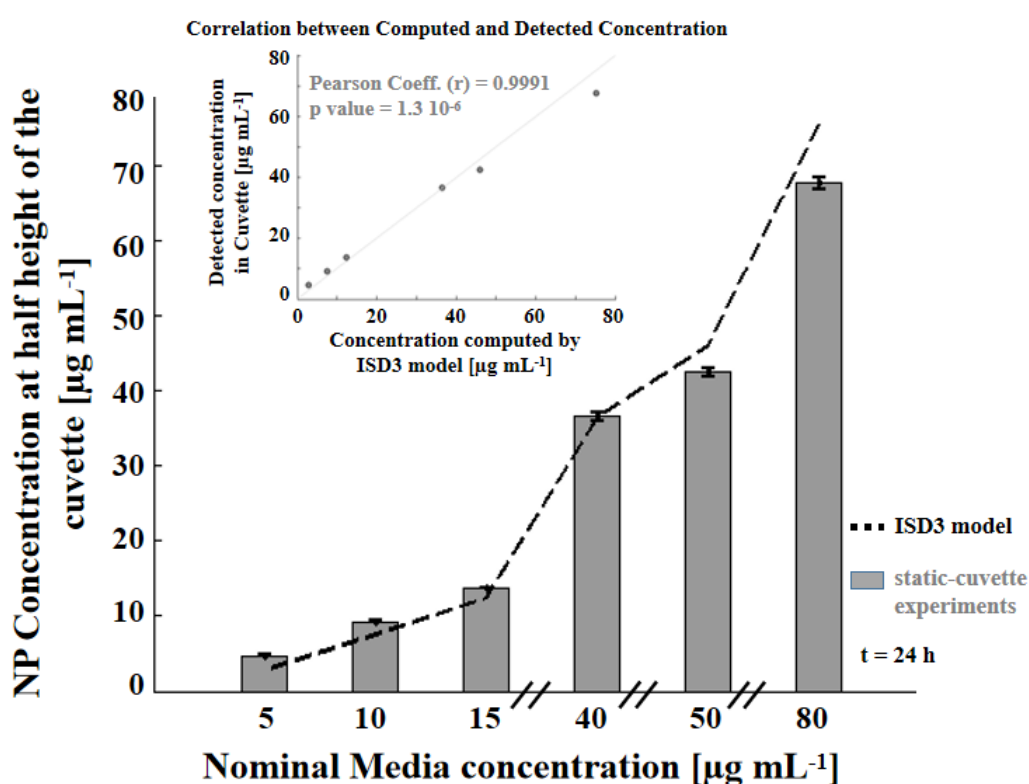 Correlation between Computed and Detected Concentration
Pearson Coeff. (r) = 0.9991
p value = 1.3 10⁻⁶
Detected concentration
in Cuvette [µg mL⁻¹]
80
60
40
20
0
0 20 40 60 80
Concentration computed by
ISD3 model [µg mL⁻¹]
NP Concentration at half height of the
cuvette [µg mL⁻¹]
80
70
60
50
40
30
20
10
0
5 10 15 40 50 80
Nominal Media concentration [µg mL⁻¹]
ISD3 model
static-cuvette
experiments
t = 24 h